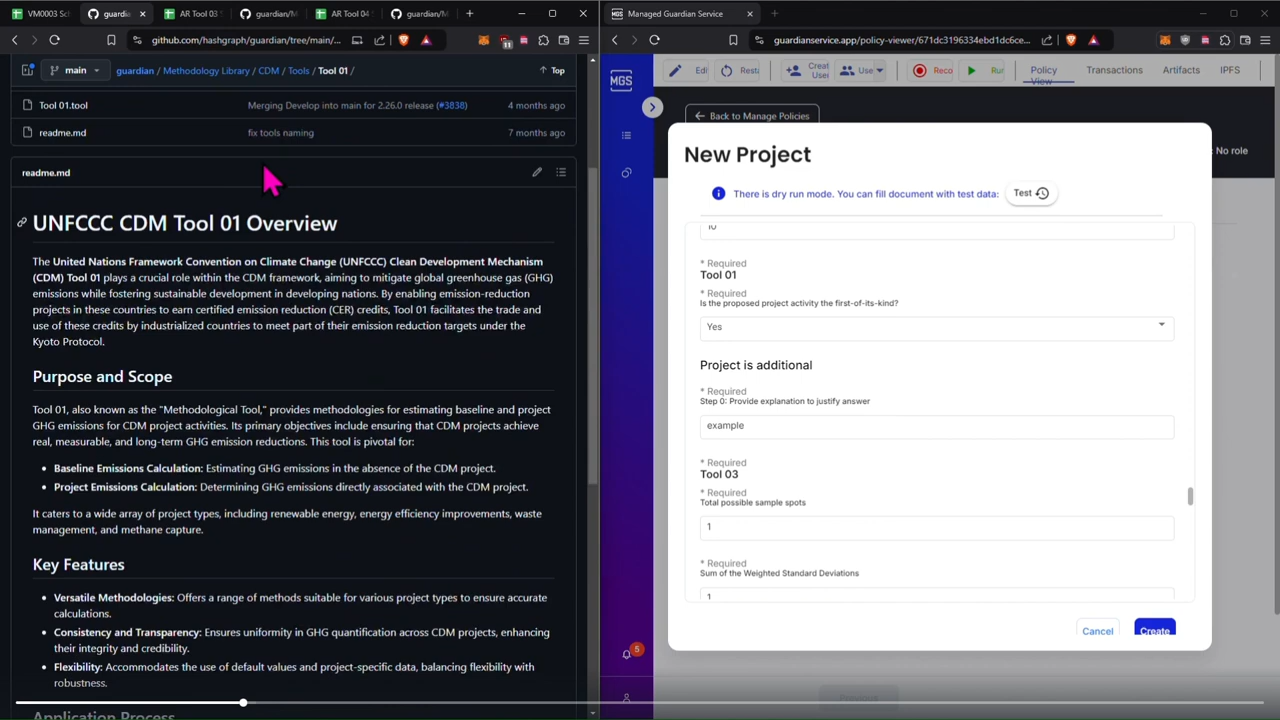 VM0003 Sc
guardia
AR Tool 03
guardian/M
AR Tool 04
guardian/M
github.com/hashgraph/guardian/tree/main/...
11
main
guardian / Methodology Library / CDM / Tools / Tool 01 /
Top
Tool 01.tool
Merging Develop into main for 2.26.0 release (#3838)
4 months ago
readme.md
fix tools naming
7 months ago
readme.md
UNFCCC CDM Tool 01 Overview
The United Nations Framework Convention on Climate Change (UNFCCC) Clean Development Mechanism
(CDM) Tool 01 plays a crucial role within the CDM framework, aiming to mitigate global greenhouse gas (GHG)
emissions while fostering sustainable development in developing nations. By enabling emission-reduction
projects in these countries to earn certified emission reduction (CER) credits, Tool 01 facilitates the trade and
use of these credits by industrialized countries to meet part of their emission reduction targets under the
Kyoto Protocol.
Purpose and Scope
Tool 01, also known as the "Methodological Tool," provides methodologies for estimating baseline and project
GHG emissions for CDM project activities. Its primary objectives include ensuring that CDM projects achieve
real, measurable, and long-term GHG emission reductions. This tool is pivotal for:
Baseline Emissions Calculation: Estimating GHG emissions in the absence of the CDM project.
Project Emissions Calculation: Determining GHG emissions directly associated with the CDM project.
It covers a wide array of project types, including renewable energy, energy efficiency improvements, waste
management, and methane capture.
Key Features
Versatile Methodologies: Offers a range of methods suitable for various project types to ensure accurate
calculations.
Consistency and Transparency: Ensures uniformity in GHG quantification across CDM projects, enhancing
their integrity and credibility.
Flexibility: Accommodates the use of default values and project-specific data, balancing flexibility with
robustness.
Application Process
Managed Guardian Service
guardianservice.app/policy-viewer/671dc3196334ebd1dc6ce...
MGS
Edi
Resta
Creat
User
Use
Reco
Rur
Policy
View
Transactions
Artifacts
IPFS
Back to Manage Policies
: No role
New Project
There is dry run mode. You can fill document with test data:
Test
10
* Required
Tool 01
* Required
Is the proposed project activity the first-of-its-kind?
Yes
Project is additional
* Required
Step 0: Provide explanation to justify answer
example
* Required
Tool 03
* Required
Total possible sample spots
1
* Required
Sum of the Weighted Standard Deviations
1
Cancel
Create
5
Previous